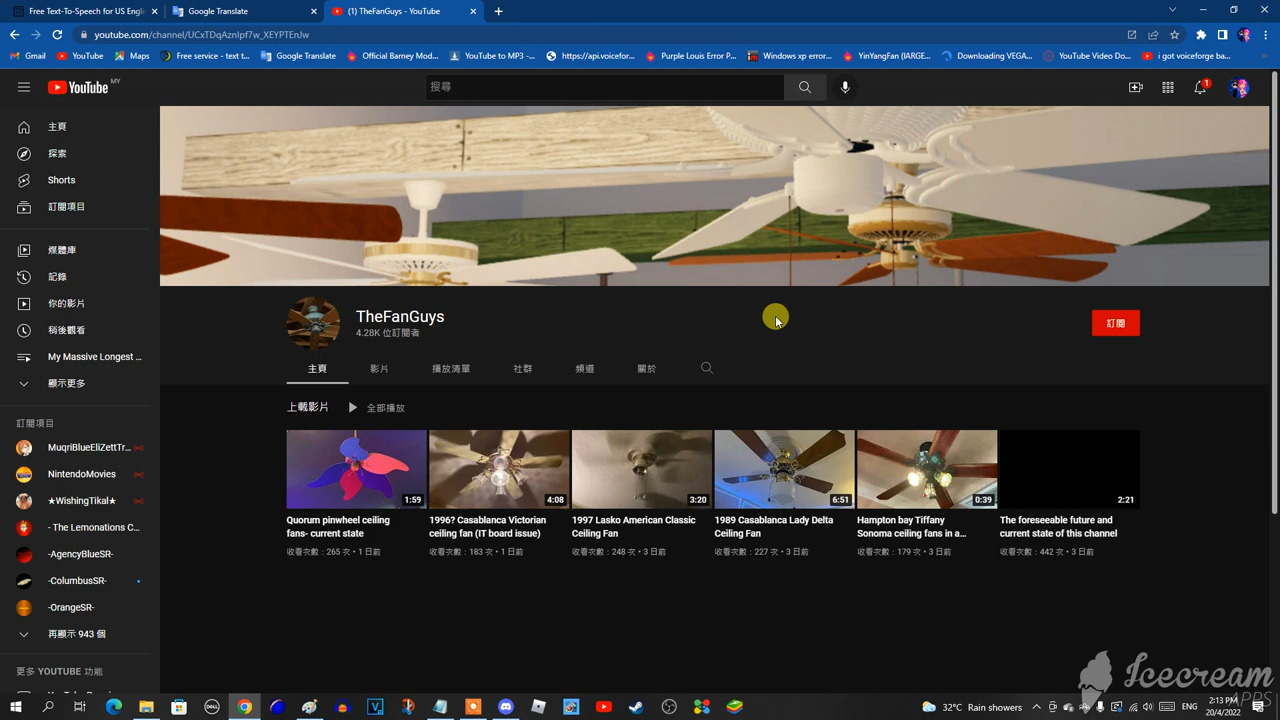 Free Text-To-Speech for US Engl
Google Translate
(1) TheFanGuys - YouTube
youtube.com/channel/UCxTDqAznIpf7w_XEYPTEnJw
Gmail
YouTube
Maps
Free service - text t...
Google Translate
Official Barney Mod...
YouTube to MP3 -...
https://api.voicefor...
Purple Louis Error P...
Windows xp error...
YinYangFan (lARGE...
Downloading VEGA...
YouTube Video Do...
i got voiceforge ba...
YouTube MY
搜尋
1
主頁
探索
Shorts
訂閱項目
媒體庫
記錄
你的影片
稍後觀看
My Massive Longest ...
顯示更多
訂閱項目
MuqriBlueEliZettTr...
NintendoMovies
★WishingTikal★
- The Lemonations C...
-AgencyBlueSR-
-ColumbusSR-
-OrangeSR-
再顯示 943 個
更多 YOUTUBE 功能
TheFanGuys
4.28K 位訂閱者
訂閱
主頁
影片
播放清單
社群
頻道
關於
上載影片
全部播放
1:59
4:08
3:20
6:51
0:39
2:21
Quorum pinwheel ceiling
fans- current state
收看次數：265 次 • 1 日前
1996? Casablanca Victorian
ceiling fan (IT board issue)
收看次數：183 次 • 1 日前
1997 Lasko American Classic
Ceiling Fan
收看次數：248 次 • 3 日前
1989 Casablanca Lady Delta
Ceiling Fan
收看次數：227 次 • 3 日前
Hampton bay Tiffany
Sonoma ceiling fans in a...
收看次數：179 次 • 3 日前
The foreseeable future and
current state of this channel
收看次數：442 次 • 3 日前
Icecream
APPS
DELL
32°C Rain showers
ENG
2:13 PM
20/4/2022